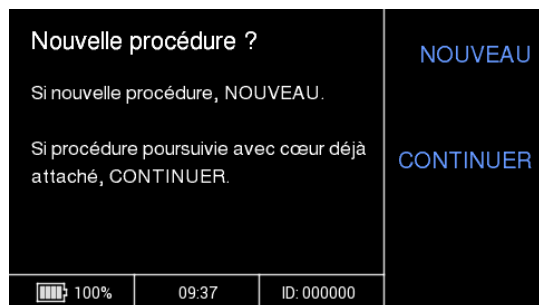 Nouvelle procédure ?
Si nouvelle procédure, NOUVEAU.
Si procédure poursuivie avec cœur déjà
attaché, CONTINUER.
NOUVEAU
CONTINUER
100%
09:37
ID: 000000